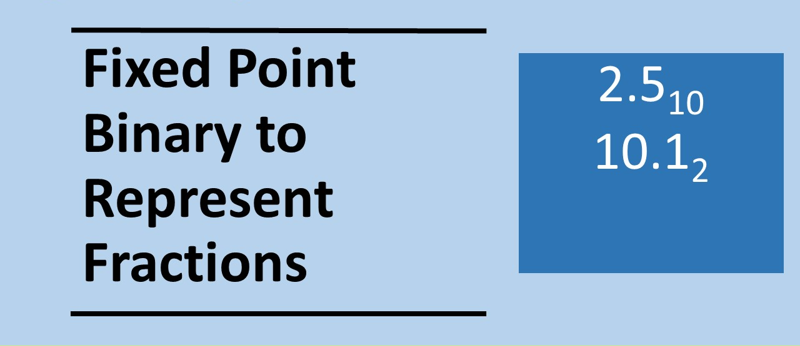 Fixed Point
Binary to
Represent
Fractions
2.5₁₀
10.1₂